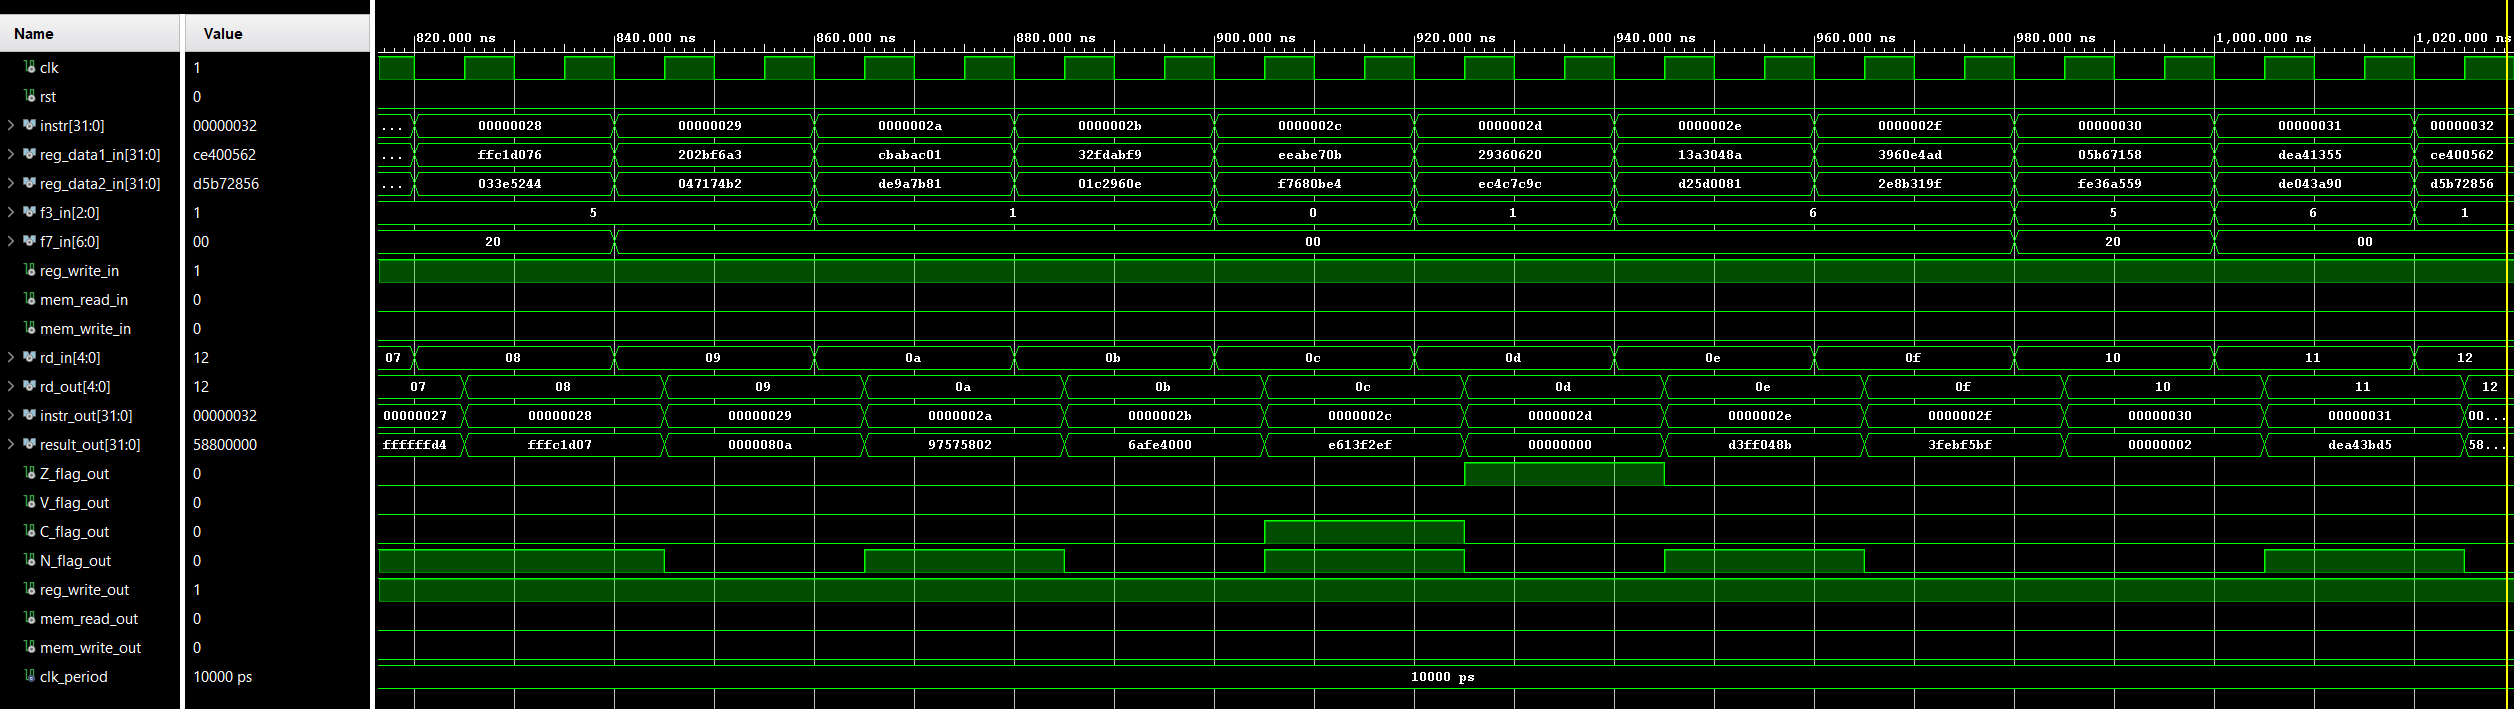 Name Value 820.000 ns 840.000 ns 860.000 ns 880.000 ns 900.000 ns 920.000 ns 940.000 ns 960.000 ns 980.000 ns 1,000.000 ns 1,020.000 ns
clk 1
rst 0
instr[31:0] 00000032 ... 00000028 00000029 0000002a 0000002b 0000002c 0000002d 0000002e 0000002f 00000030 00000031 00000032
reg_data1_in[31:0] ce400562 ... ffc1d076 202bf6a3 cbabac01 32fdabf9 eeabe70b 29360620 13a3048a 3960e4ad 05b67158 dea41355 ce400562
reg_data2_in[31:0] d5b72856 ... 033e5244 047174b2 de9a7b81 01c2960e f7680be4 ec4c7c9c d25d0081 2e8b319f fe36a559 de043a90 d5b72856
f3_in[2:0] 1 5 1 0 1 6 5 6 1
f7_in[6:0] 00 20 00 20 00
reg_write_in 1
mem_read_in 0
mem_write_in 0
rd_in[4:0] 12 07 08 09 0a 0b 0c 0d 0e 0f 10 11 12
rd_out[4:0] 12 07 08 09 0a 0b 0c 0d 0e 0f 10 11 12
instr_out[31:0] 00000032 00000027 00000028 00000029 0000002a 0000002b 0000002c 0000002d 0000002e 0000002f 00000030 00000031 00...
result_out[31:0] 58800000 ffffffd4 fffc1d07 0000080a 97575802 6afe4000 e613f2ef 00000000 d3ff048b 3febf5bf 00000002 dea43bd5 58...
Z_flag_out 0
V_flag_out 0
C_flag_out 0
N_flag_out 0
reg_write_out 1
mem_read_out 0
mem_write_out 0
clk_period 10000 ps 10000 ps